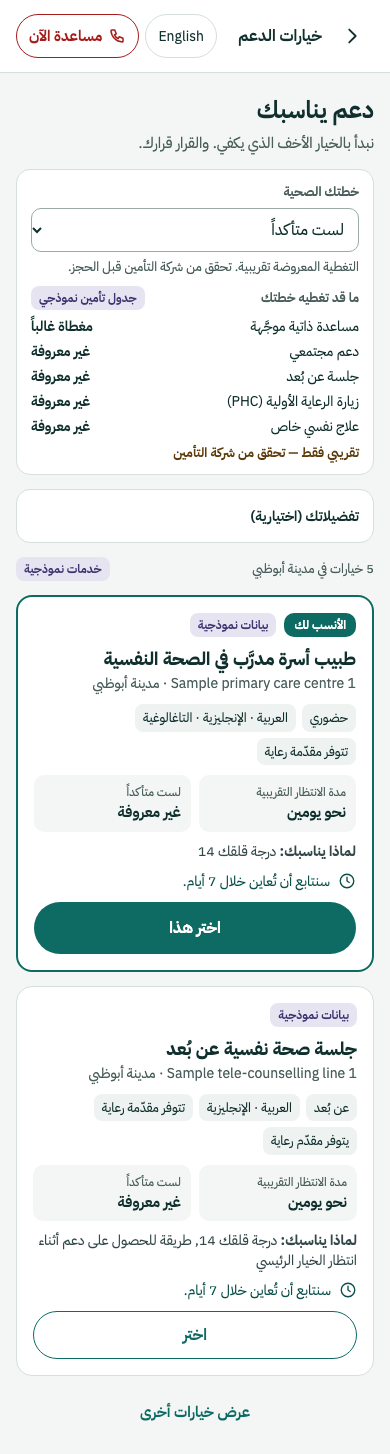 خيارات الدعم
English
مساعدة الآن
دعم يناسبك
نبدأ بالخيار الأخف الذي يكفي. والقرار قرارك.
خطتك الصحية
لست متأكداً
التغطية المعروضة تقريبية. تحقق من شركة التأمين قبل الحجز.
ما قد تغطيه خطتك
جدول تأمين نموذجي
مساعدة ذاتية موجَّهة
مغطاة غالباً
دعم مجتمعي
غير معروفة
جلسة عن بُعد
غير معروفة
زيارة الرعاية الأولية (PHC)
غير معروفة
علاج نفسي خاص
غير معروفة
تقريبي فقط — تحقق من شركة التأمين
تفضيلاتك (اختيارية)
5 خيارات في مدينة أبوظبي
خدمات نموذجية
الأنسب لك
بيانات نموذجية
طبيب أسرة مدرَّب في الصحة النفسية
Sample primary care centre 1 · مدينة أبوظبي
حضوري
العربية · الإنجليزية · التاغالوغية
تتوفر مقدّمة رعاية
مدة الانتظار التقريبية
نحو يومين
لست متأكداً
غير معروفة
لماذا يناسبك: درجة قلقك 14
سنتابع أن تُعاين خلال 7 أيام.
اختر هذا
بيانات نموذجية
جلسة صحة نفسية عن بُعد
Sample tele-counselling line 1 · مدينة أبوظبي
عن بُعد
العربية · الإنجليزية
تتوفر مقدّمة رعاية
يتوفر مقدّم رعاية
مدة الانتظار التقريبية
نحو يومين
لست متأكداً
غير معروفة
لماذا يناسبك: درجة قلقك 14, طريقة للحصول على دعم أثناء
انتظار الخيار الرئيسي
سنتابع أن تُعاين خلال 7 أيام.
اختر
عرض خيارات أخرى